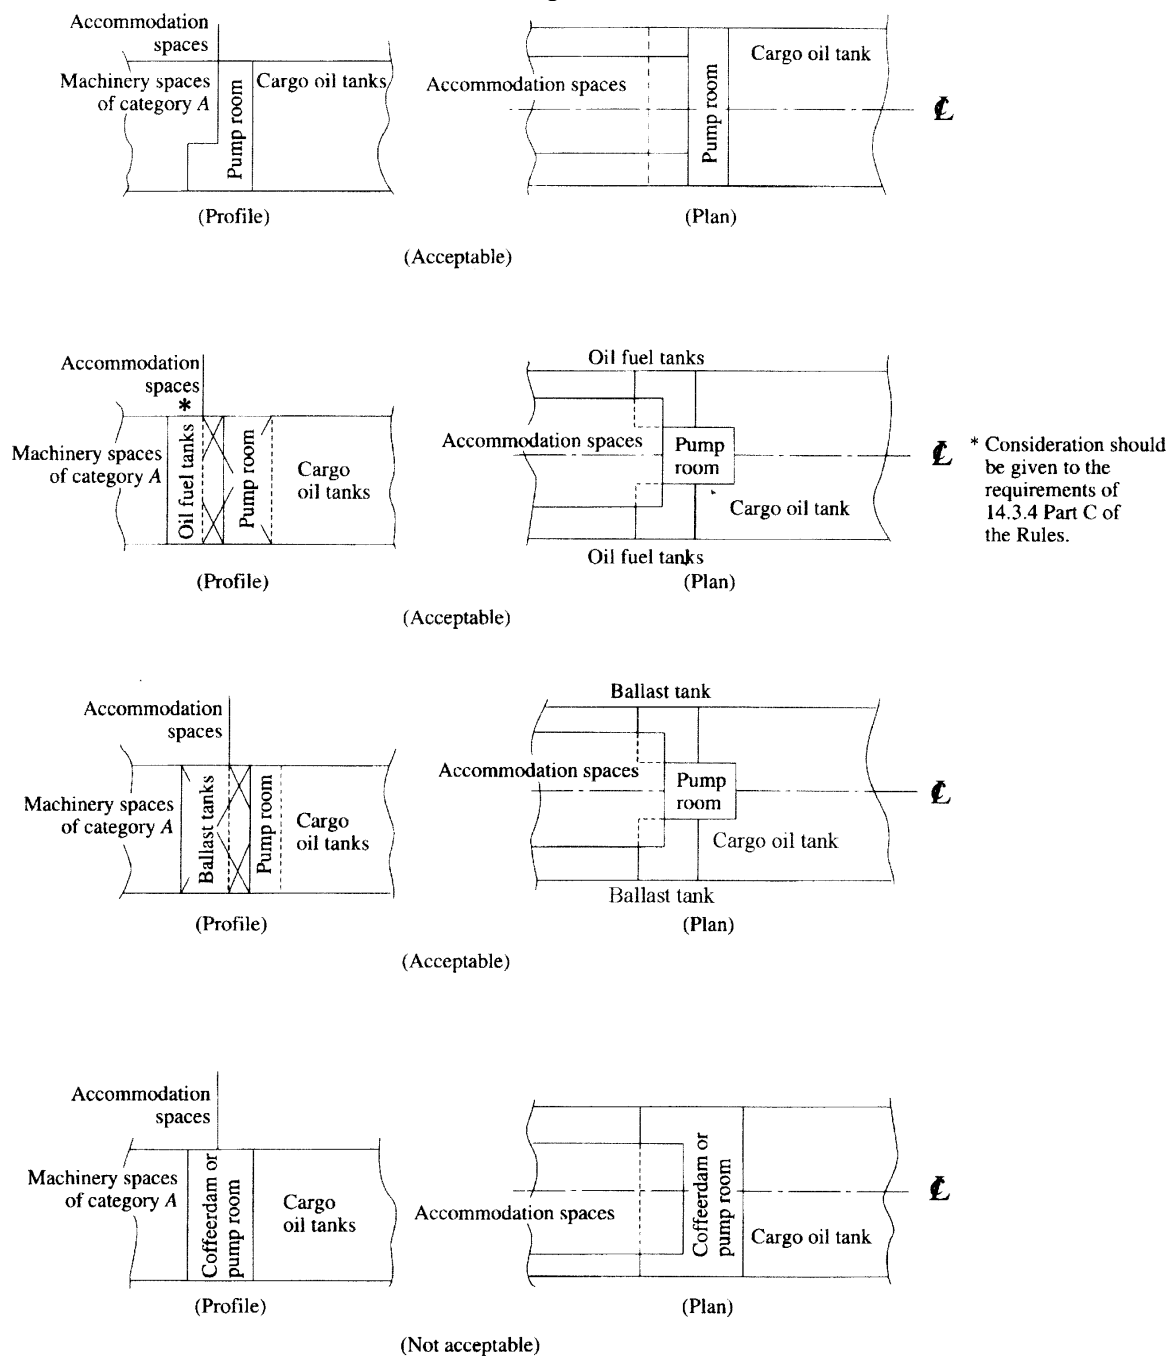 Accommodation
spaces
Machinery spaces
of category A
Pump room
Cargo oil tanks
(Profile)
Accommodation spaces
Pump room
Cargo oil tank
℄
(Plan)
(Acceptable)
Accommodation
spaces
*
Machinery spaces
of category A
Oil fuel tanks
Pump room
Cargo
oil tanks
(Profile)
Oil fuel tanks
Accommodation spaces
Pump
room
Cargo oil tank
Oil fuel tanks
(Plan)
℄
* Consideration should
be given to the
requirements of
14.3.4 Part C of
the Rules.
(Acceptable)
Accommodation
spaces
Machinery spaces
of category A
Ballast tanks
Pump room
Cargo
oil tanks
(Profile)
Ballast tank
Accommodation spaces
Pump
room
Cargo oil tank
Ballast tank
(Plan)
℄
(Acceptable)
Accommodation
spaces
Machinery spaces
of category A
Coffeerdam or
pump room
Cargo
oil tanks
(Profile)
Accommodation spaces
Coffeerdam or
pump room
Cargo oil tank
℄
(Plan)
(Not acceptable)